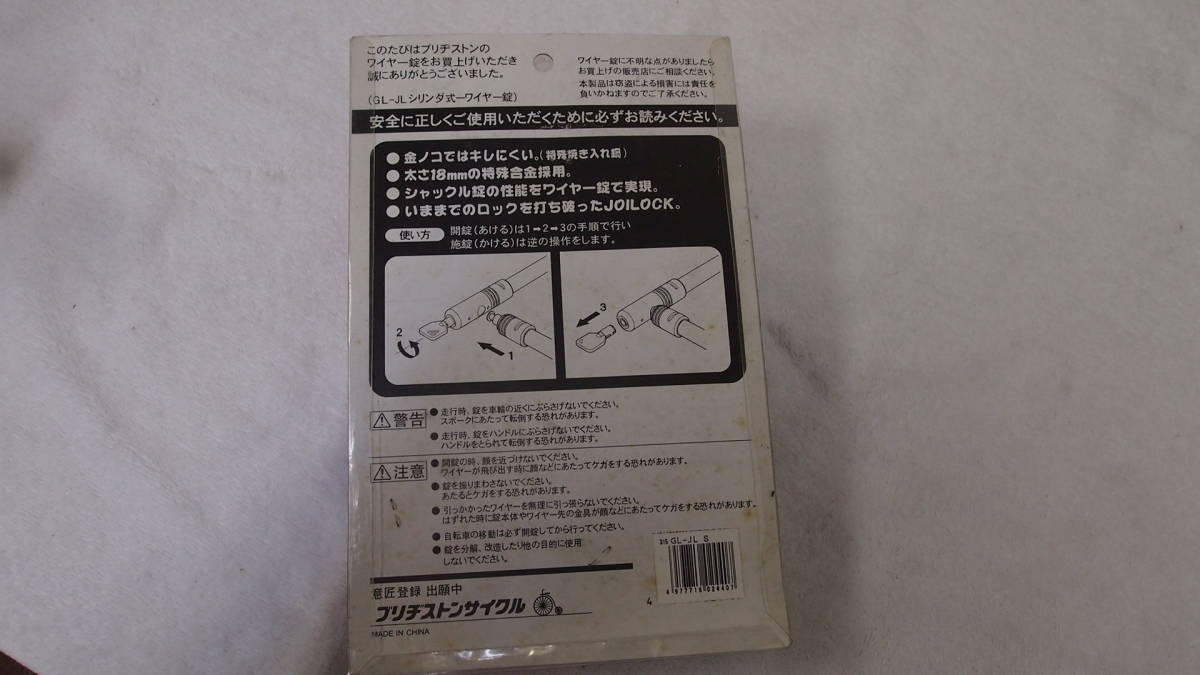 このたびはブリヂストンの
ワイヤー錠をお買上げいただき
誠にありがとうございました。
(GL-JLシリンダ式ーワイヤー錠)
ワイヤー錠に不明な点がありましたら
お買上げの販売店にご相談ください。
本製品は窃盗による損害には責任を
負いかねますのでご了承ください。
安全に正しくご使用いただくために必ずお読みください。
● 金ノコではキレにくい。(特殊焼き入れ鋼)
● 太さ18mmの特殊合金採用。
● シャックル錠の性能をワイヤー錠で実現。
● いままでのロックを打ち破ったJOILOCK。
使い方 開錠(あける)は1➡2➡3の手順で行い
施錠(かける)は逆の操作をします。
2
1
3
⚠警告
● 走行時、錠を車輪の近くにぶらさげないでください。
スポークにあたって転倒する恐れがあります。
● 走行時、錠をハンドルにぶらさげないでください。
ハンドルをとられて転倒する恐れがあります。
⚠注意
● 開錠の時、顔を近づけないでください。
ワイヤーが飛び出す時に顔などにあたってケガをする恐れがあります。
● 錠を振りまわさないでください。
あたるとケガをする恐れがあります。
● 引っかかったワイヤーを無理に引っ張らないでください。
はずれた時に錠本体やワイヤー先の金具が顔などにあたってケガをする恐れがあります。
● 自転車の移動は必ず開錠してから行ってください。
● 錠を分解、改造したり他の目的に使用
しないでください。
315 GL-JL S
4 977716 024407
4
意匠登録 出願中
ブリヂストンサイクル
MADE IN CHINA